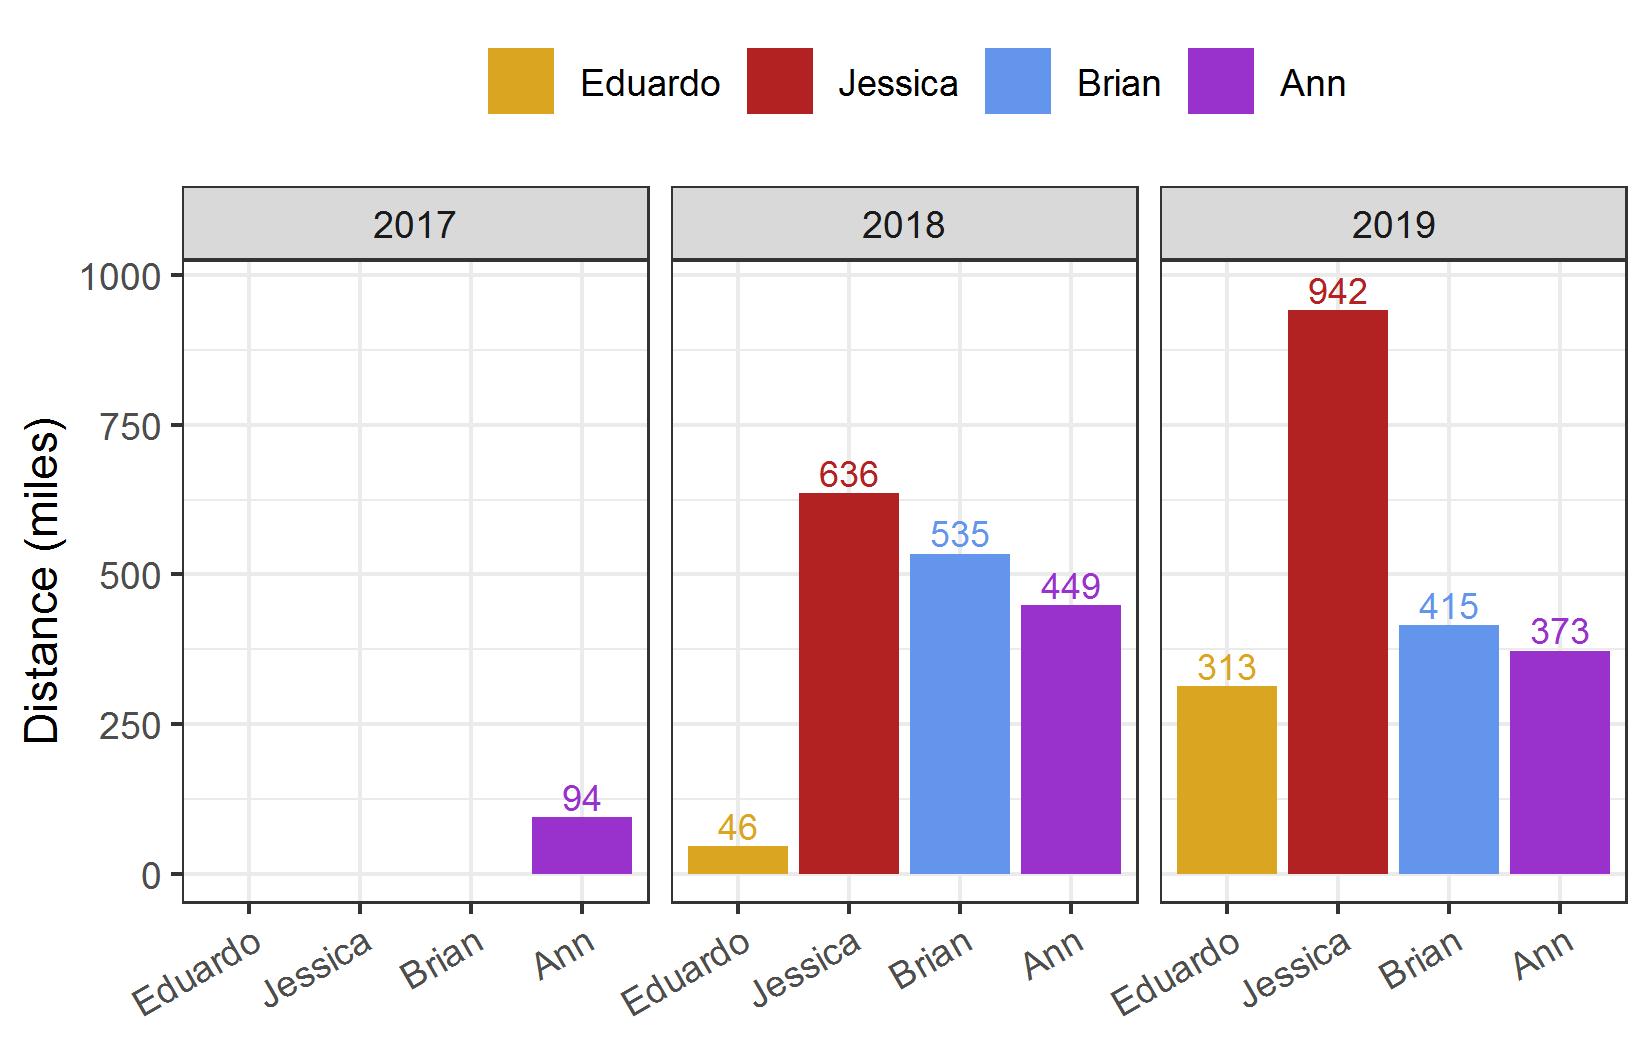 Eduardo Jessica Brian Ann
2017 2018 2019
Distance (miles)
1000
750
500
250
0
94
46 636 535 449
313 942 415 373
Eduardo Jessica Brian Ann Eduardo Jessica Brian Ann Eduardo Jessica Brian Ann